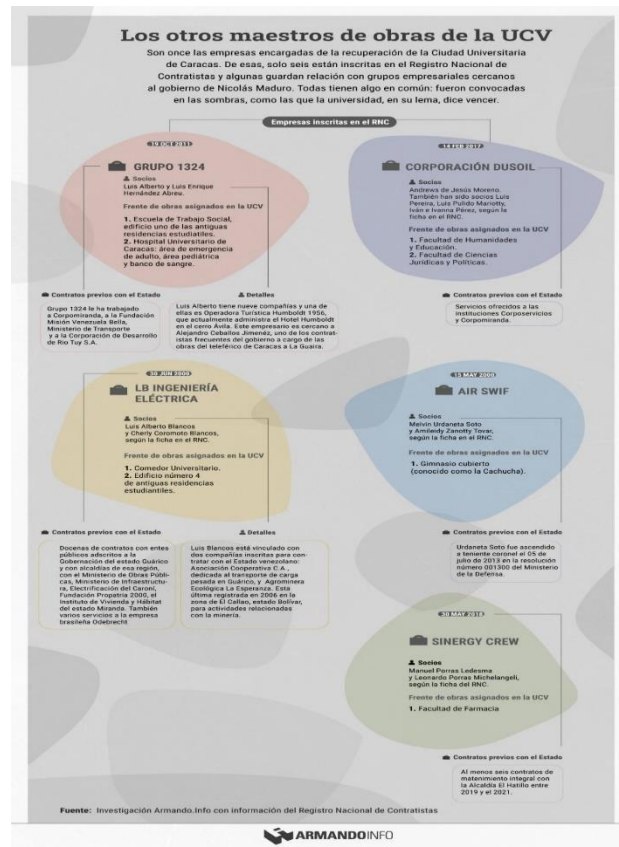 Los otros maestros de obras de la UCV
Son once las empresas encargadas de la recuperación de la Ciudad Universitaria
de Caracas. De esas, solo seis están inscritas en el Registro Nacional de
Contratistas y algunas guardan relación con grupos empresariales cercanos
al gobierno de Nicolás Maduro. Todas tienen algo en común: fueron convocadas
en las sombras, como las que la universidad, en su lema, dice vencer.
Empresas inscritas en el RNC
19 OCT 2011
GRUPO 1324
Socios
Luis Alberto y Luis Enrique
Hernández Abreu.
Frente de obras asignados en la UCV
1. Escuela de Trabajo Social,
edificio uno de las antiguas
residencias estudiatiles.
2. Hospital Universitario de
Caracas: área de emergencia
de adulto, área pediátrica
y banco de sangre.
Contratos previos con el Estado
Grupo 1324 le ha trabajado
a Corpomiranda, a la Fundación
Misión Venezuela Bella,
Ministerio de Transporte
y a la Corporación de Desarrollo
de Río Tuy S.A.
Detalles
Luis Alberto tiene nueve compañías y una de
ellas es Operadora Turística Humboldt 1956,
que actualmente administra el Hotel Humboldt
en el cerro Ávila. Este empresario es cercano a
Alejandro Ceballos Jiménez, uno de los contrat-
istas frecuentes del gobierno a cargo de las
obras del teleférico de Caracas a La Guaira.
14 FEB 2017
CORPORACIÓN DUSOIL
Socios
Andrews de Jesús Moreno.
También han sido socios Luis
Pereira, Luis Pulido Mariotty,
Iván e Ivanna Pérez, según la
ficha en el RNC.
Frente de obras asignados en la UCV
1. Facultad de Humanidades
y Educación.
2. Facultad de Ciencias
Jurídicas y Políticas.
Contratos previos con el Estado
Servicios ofrecidos a las
instituciones Corposervicios
y Corpomiranda.
30 JUN 2005
LB INGENIERÍA
ELÉCTRICA
Socios
Luis Alberto Blancos
y Cherly Coromoto Blancos,
según la ficha en el RNC.
Frente de obras asignados en la UCV
1. Comedor Universitario.
2. Edificio número 4
de antiguas residencias
estudiantiles.
Contratos previos con el Estado
Docenas de contratos con entes
públicos adscritos a la
Gobernación del estado Guárico
y con alcaldías de esa región,
con el Ministerio de Obras Públi-
cas, Ministerio de Infraestructu-
ra, Electrificación del Caroní,
Fundación Propatria 2000, el
Instituto de Vivienda y Hábitat
del estado Miranda. También
varios servicios a la empresa
brasileña Odebrecht
Detalles
Luis Blancos está vinculado con
dos compañías inscritas para con-
tratar con el Estado venezolano:
Asociación Cooperativa C.A.,
dedicada al transporte de carga
pesada en Guárico, y Agrominera
Ecológica La Esperanza. Esta
última registrada en 2006 en la
zona de El Callao, estado Bolívar,
para actividades relacionadas
con la minería.
AIR SWIF
Socios
Melvin Urdaneta Soto
y Amileidy Zanotty Tovar,
según la ficha en el RNC.
Frente de obras asignados en la UCV
1. Gimnasio cubierto
(conocido como la Cachucha).
Contratos previos con el Estado
Urdaneta Soto fue ascendido
a teniente coronel el 05 de
julio de 2013 en la resolución
número 001300 del Ministerio
de la Defensa.
30 MAY 2018
SINERGY CREW
Socios
Manuel Porras Ledesma
y Leonardo Porras Michelangeli,
según la ficha del RNC.
Frente de obras asignados en la UCV
1. Facultad de Farmacia
Contratos previos con el Estado
Al menos seis contratos de
matenimiento integral con
la Alcaldía El Hatillo entre
2019 y el 2021.
Fuente: Investigación Armando.Info con información del Registro Nacional de Contratistas
ARMANDOINFO